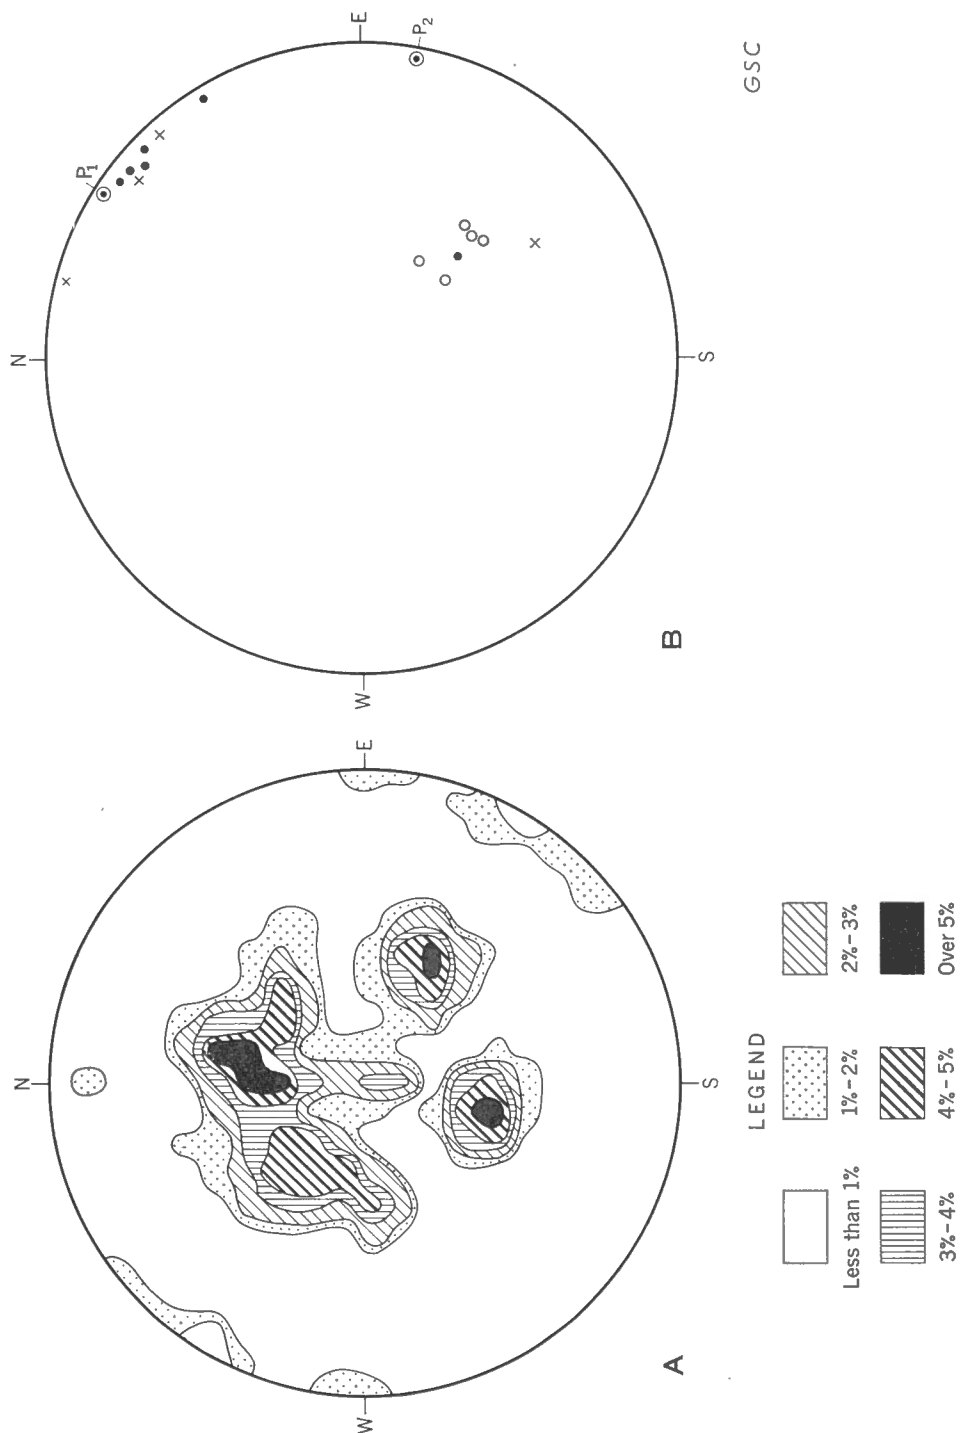 N
W
E
S
A
N
P1
E
P2
W
S
B
GSC
LEGEND
Less than 1%
1%-2%
2%-3%
3%-4%
4%-5%
Over 5%